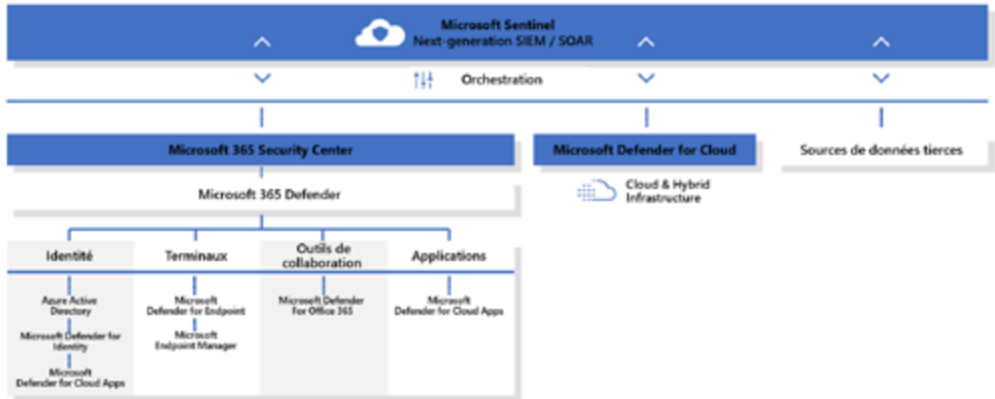 Microsoft Sentinel
Next-generation SIEM / SOAR
Orchestration
Microsoft 365 Security Center
Microsoft Defender for Cloud
Sources de données tierces
Microsoft 365 Defender
Cloud & Hybrid
Infrastructure
Identité
Terminaux
Outils de
collaboration
Applications
Azure Active
Directory
Microsoft Defender for
Identity
Microsoft
Defender for Cloud Apps
Microsoft
Defender for Endpoint
Microsoft
Endpoint Manager
Microsoft Defender
For Office 365
Microsoft
Defender for Cloud Apps